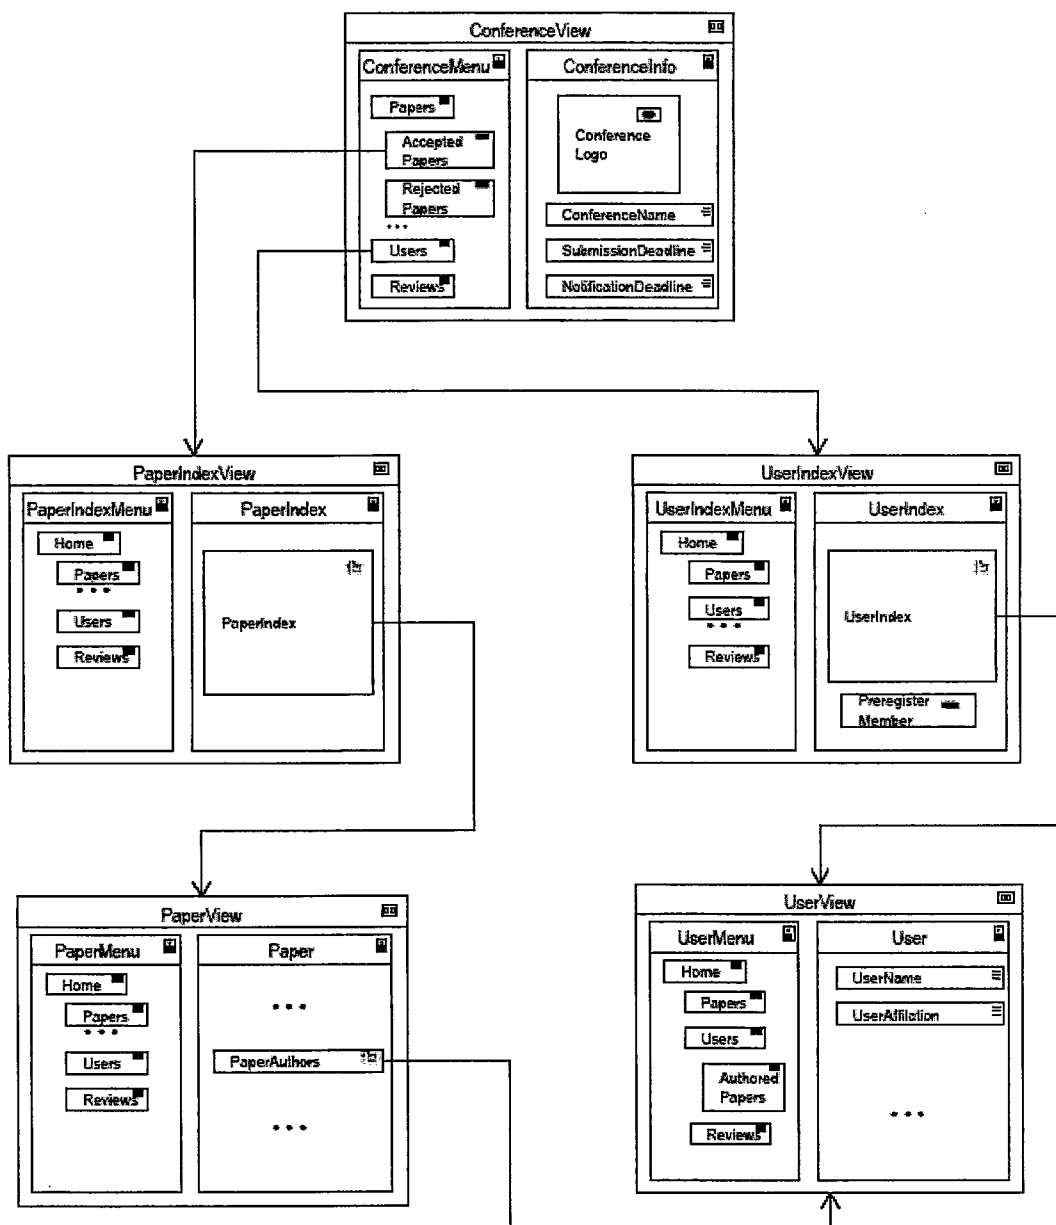 ConferenceView
ConferenceMenu
Papers
Accepted
Papers
Rejected
Papers
...
Users
Reviews
ConferenceInfo
Conference
Logo
ConferenceName
SubmissionDeadline
NotificationDeadline
PaperIndexView
PaperIndexMenu
Home
Papers
...
Users
Reviews
PaperIndex
PaperIndex
UserIndexView
UserIndexMenu
Home
Papers
Users
...
Reviews
UserIndex
UserIndex
Preregister
Member
PaperView
PaperMenu
Home
Papers
...
Users
Reviews
Paper
...
PaperAuthors
...
UserView
UserMenu
Home
Papers
Users
Authored
Papers
Reviews
User
UserName
UserAffiliation
...